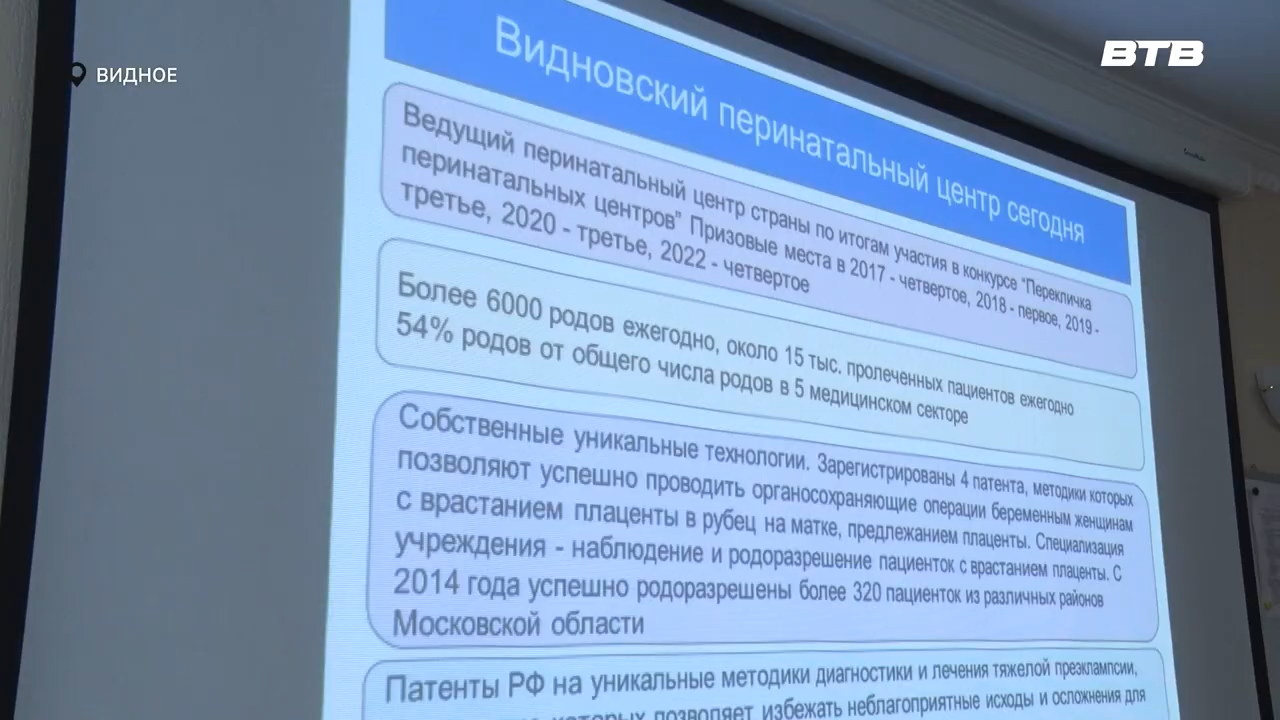 ВТВ
ВИДНОЕ
Видновский перинатальный центр сегодня
Ведущий перинатальный центр страны по итогам участия в конкурсе "Перекличка
перинатальных центров" Призовые места в 2017 - четвертое, 2018 - первое, 2019 -
третье, 2020 - третье, 2022 - четвертое
Более 6000 родов ежегодно, около 15 тыс. пролеченных пациентов ежегодно
54% родов от общего числа родов в 5 медицинском секторе
Собственные уникальные технологии. Зарегистрированы 4 патента, методики которых
позволяют успешно проводить органосохраняющие операции беременным женщинам
с врастанием плаценты в рубец на матке, предлежанием плаценты. Специализация
учреждения - наблюдение и родоразрешение пациенток с врастанием плаценты. С
2014 года успешно родоразрешены более 320 пациенток из различных районов
Московской области
Патенты РФ на уникальные методики диагностики и лечения тяжелой преэклампсии,
которых позволяет избежать неблагоприятные исходы и осложнения для